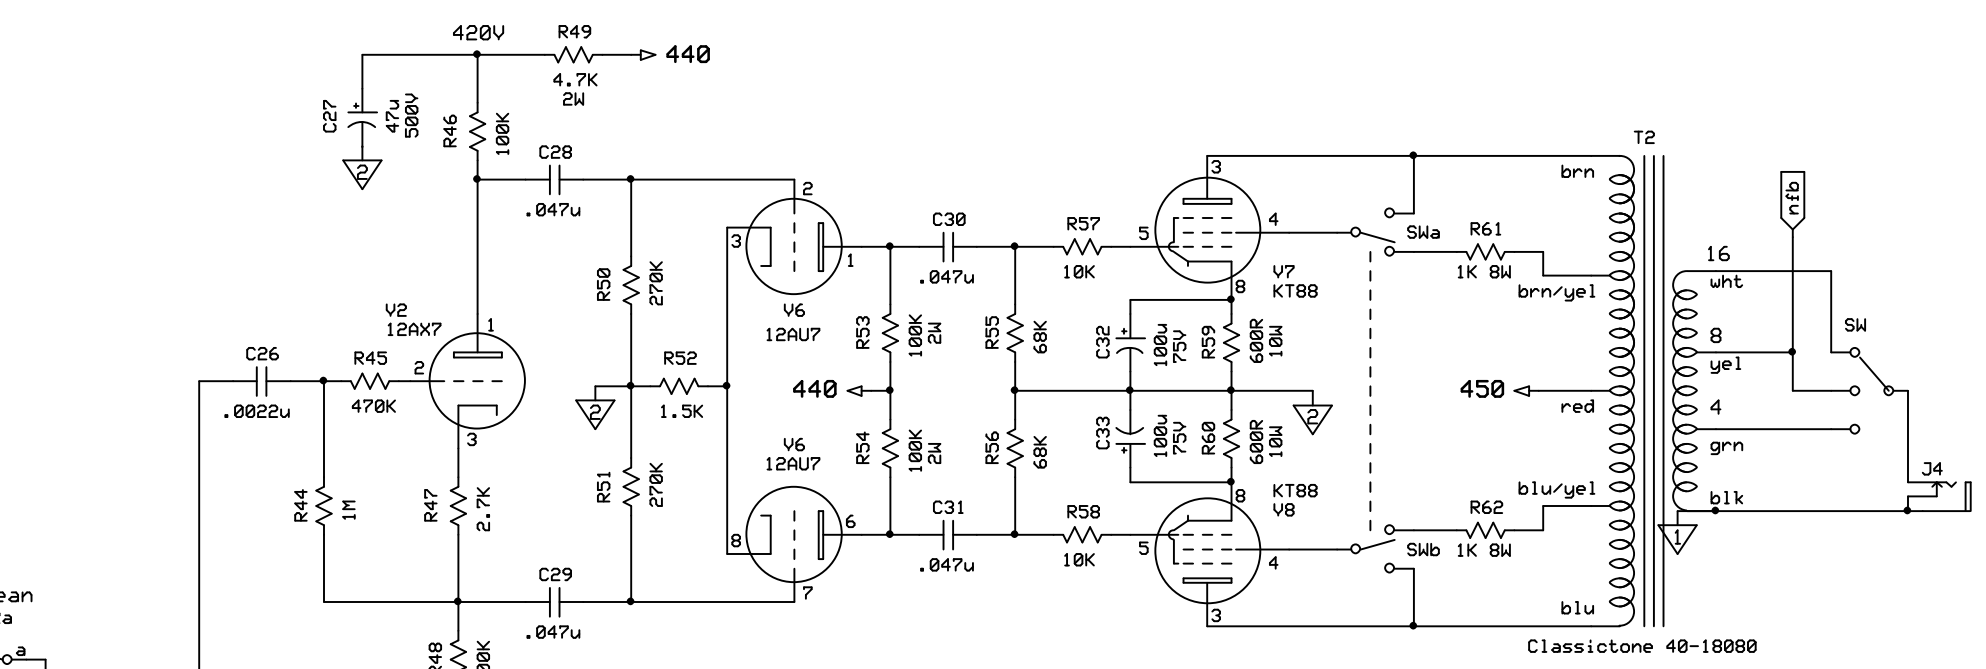 420V
R49
440
4.7K
2W
C27
+
47u
500V
2
R46
100K
C28
.047u
V2
12AX7
1
2
3
C26
.0022u
R45
470K
R44
1M
R47
2.7K
R50
270K
2
R52
1.5K
R51
270K
C29
.047u
2
3
1
V6
12AU7
V6
12AU7
6
8
7
R53
100K
2W
440
R54
100K
2W
C30
.047u
C31
.047u
R55
68K
R56
68K
R57
10K
R58
10K
3
5
4
8
V7
KT88
C32
+
100u
75V
R59
600R
10W
C33
+
100u
75V
R60
600R
10W
2
8
KT88
V8
5
4
3
SWa
R61
1K 8W
SWb
R62
1K 8W
T2
brn
brn/yel
450
red
blu/yel
blu
Classictone 40-18080
nfb
16
wht
8
yel
4
grn
blk
1
SW
J4
ean
a
a
48
00K